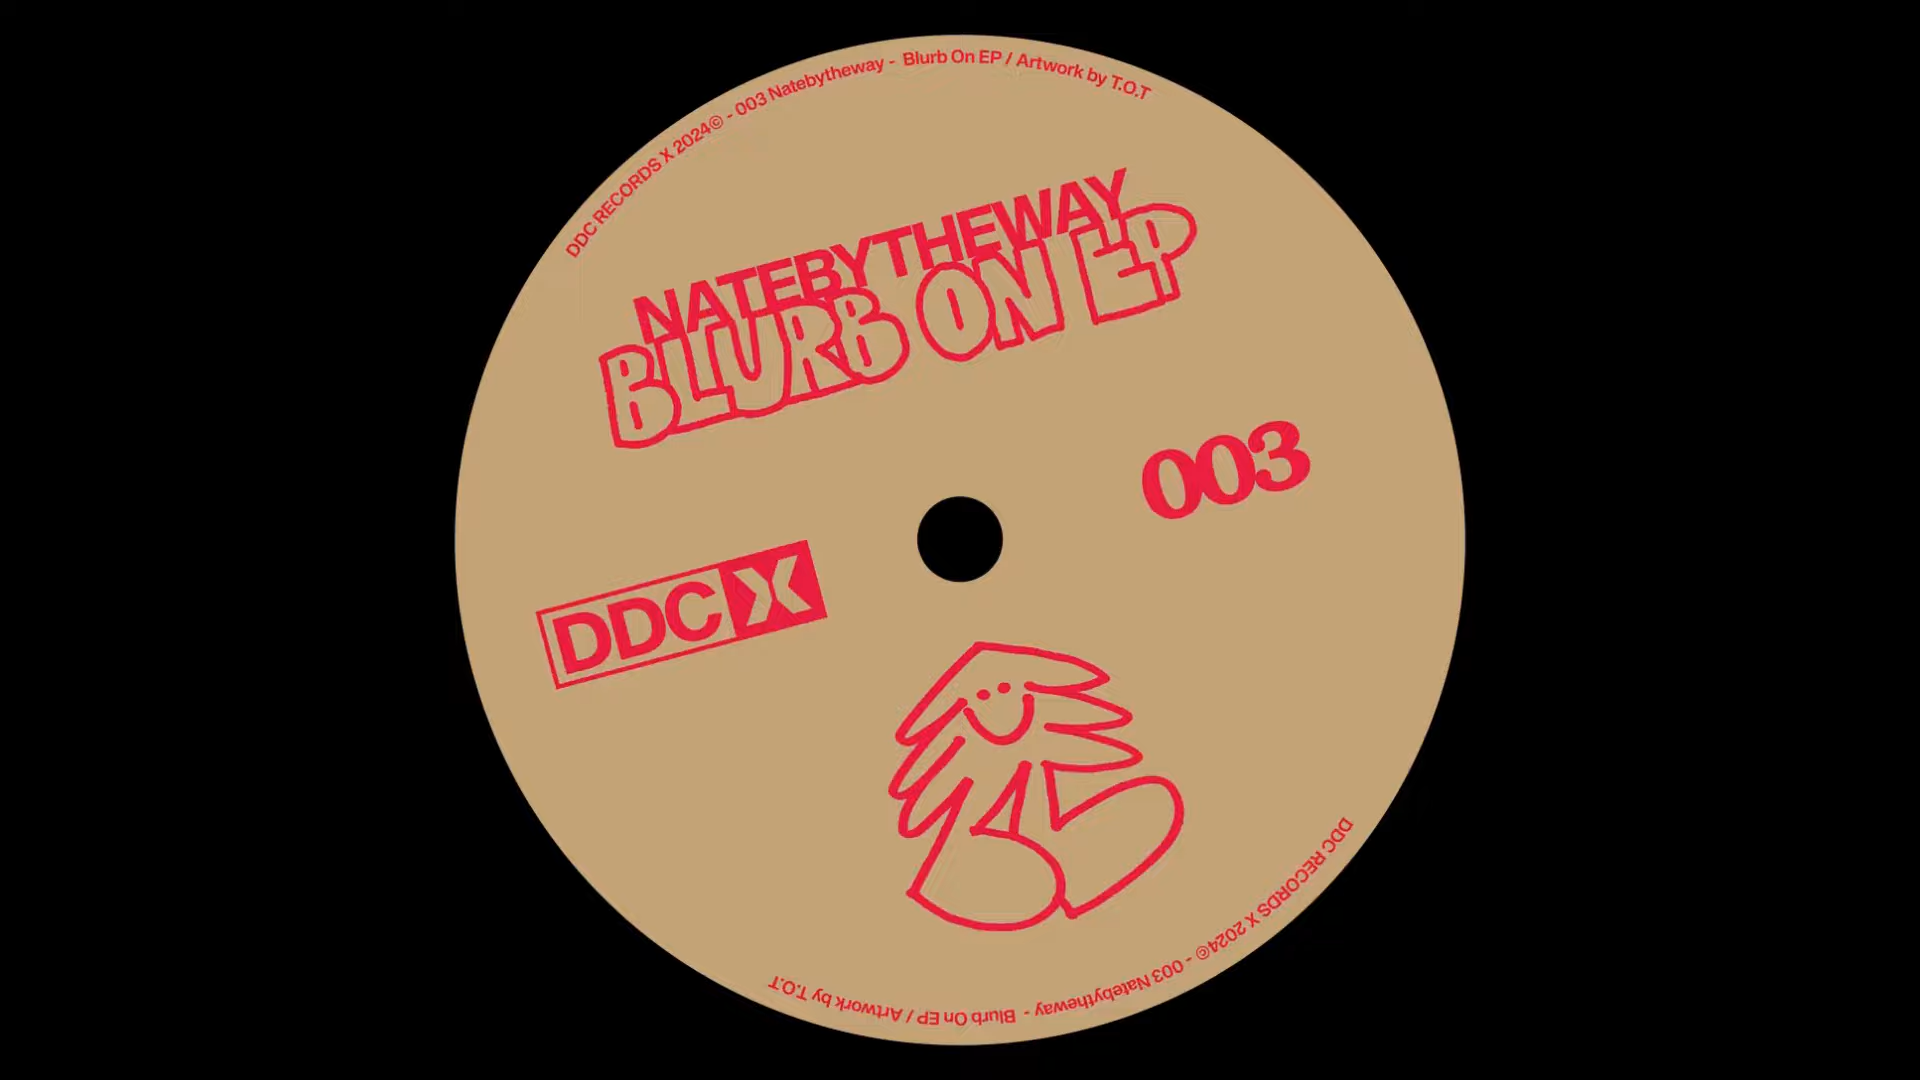 DDC RECORDS X 2024© - 003 Natebytheway - Blurb On EP / Artwork by T.O.T
NATEBYTHEWAY
BLURB ON EP
003
DDC X
DDC RECORDS X 2024© - 003 Natebytheway - Blurb On EP / Artwork by T.O.T